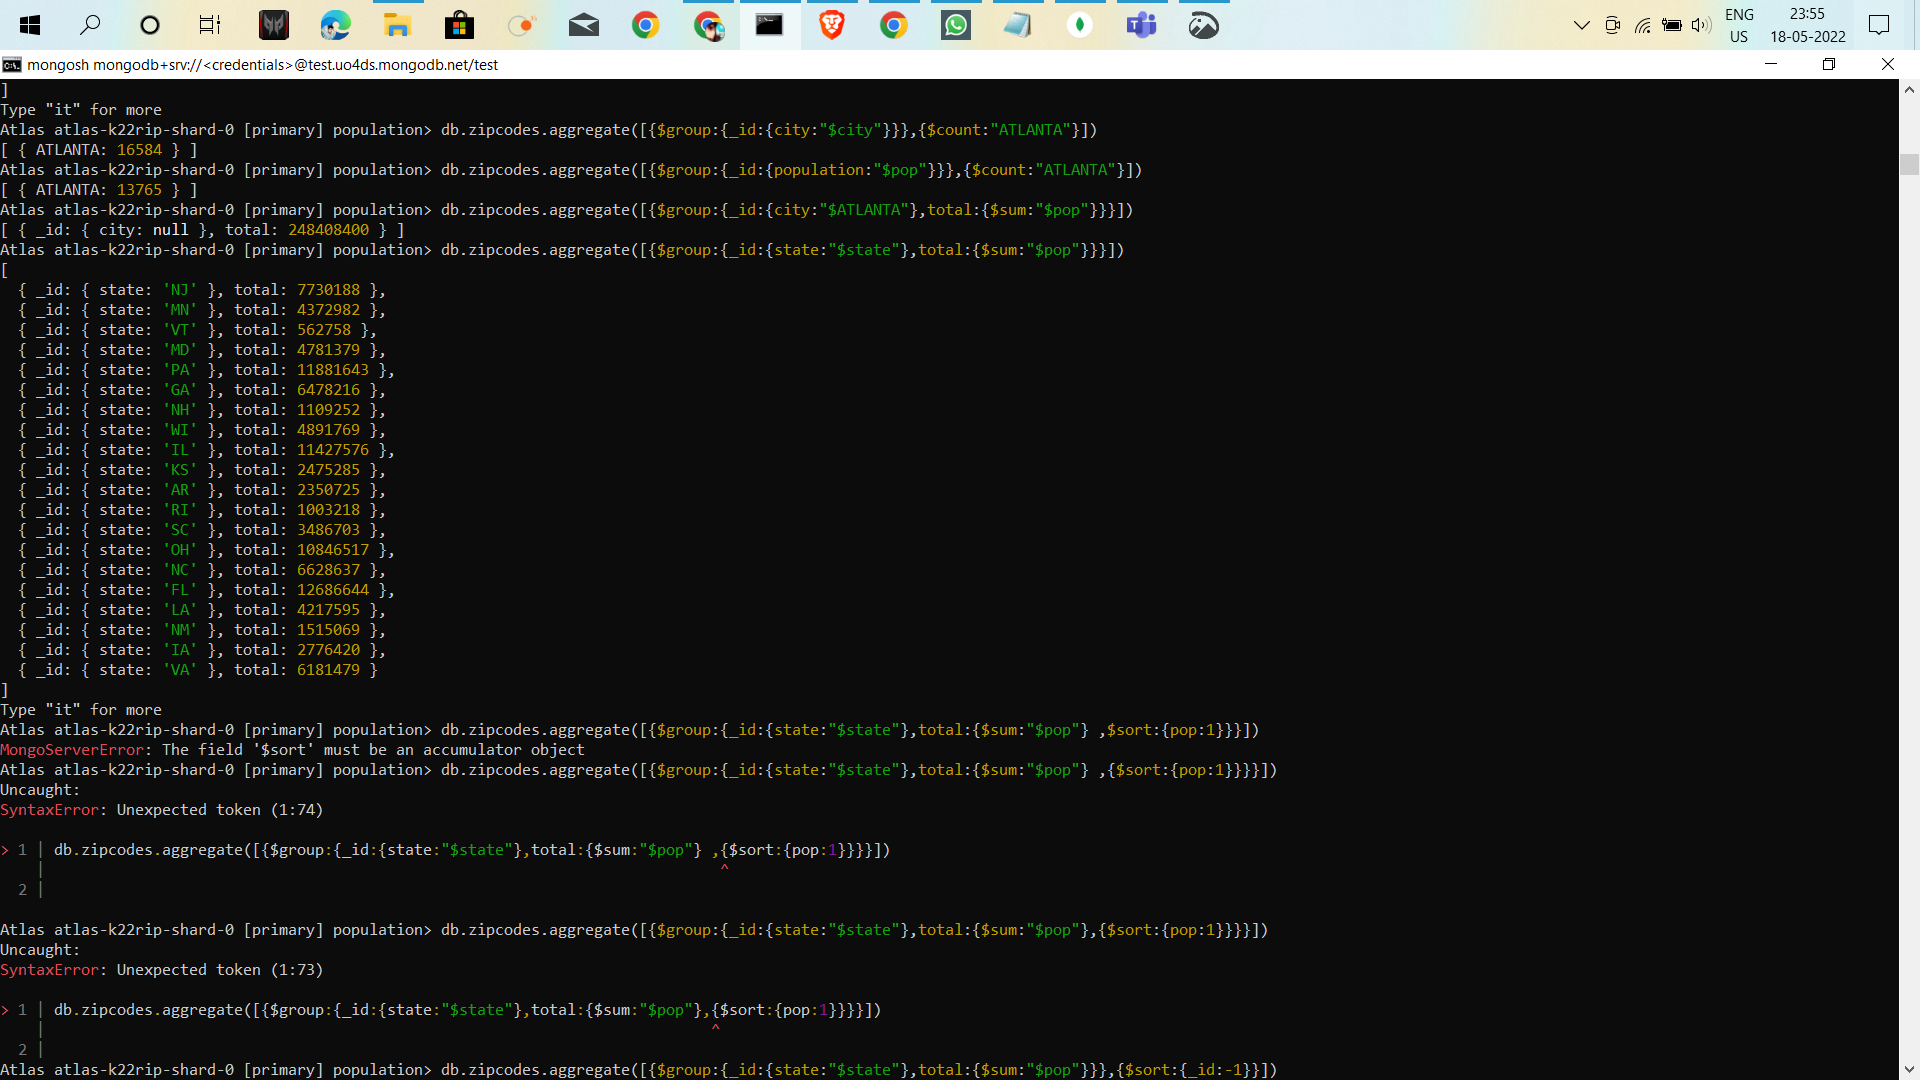 ENG
US
23:55
18-05-2022
mongosh mongodb+srv://<credentials>@test.uo4ds.mongodb.net/test
]
Type "it" for more
Atlas atlas-k22rip-shard-0 [primary] population> db.zipcodes.aggregate([{$group:{_id:{city:"$city"}}},{$count:"ATLANTA"}])
[ { ATLANTA: 16584 } ]
Atlas atlas-k22rip-shard-0 [primary] population> db.zipcodes.aggregate([{$group:{_id:{population:"$pop"}}},{$count:"ATLANTA"}])
[ { ATLANTA: 13765 } ]
Atlas atlas-k22rip-shard-0 [primary] population> db.zipcodes.aggregate([{$group:{_id:{city:"$ATLANTA"},total:{$sum:"$pop"}}}])
[ { _id: { city: null }, total: 248408400 } ]
Atlas atlas-k22rip-shard-0 [primary] population> db.zipcodes.aggregate([{$group:{_id:{state:"$state"},total:{$sum:"$pop"}}}])
[
  { _id: { state: 'NJ' }, total: 7730188 },
  { _id: { state: 'MN' }, total: 4372982 },
  { _id: { state: 'VT' }, total: 562758 },
  { _id: { state: 'MD' }, total: 4781379 },
  { _id: { state: 'PA' }, total: 11881643 },
  { _id: { state: 'GA' }, total: 6478216 },
  { _id: { state: 'NH' }, total: 1109252 },
  { _id: { state: 'WI' }, total: 4891769 },
  { _id: { state: 'IL' }, total: 11427576 },
  { _id: { state: 'KS' }, total: 2475285 },
  { _id: { state: 'AR' }, total: 2350725 },
  { _id: { state: 'RI' }, total: 1003218 },
  { _id: { state: 'SC' }, total: 3486703 },
  { _id: { state: 'OH' }, total: 10846517 },
  { _id: { state: 'NC' }, total: 6628637 },
  { _id: { state: 'FL' }, total: 12686644 },
  { _id: { state: 'LA' }, total: 4217595 },
  { _id: { state: 'NM' }, total: 1515069 },
  { _id: { state: 'IA' }, total: 2776420 },
  { _id: { state: 'VA' }, total: 6181479 }
]
Type "it" for more
Atlas atlas-k22rip-shard-0 [primary] population> db.zipcodes.aggregate([{$group:{_id:{state:"$state"},total:{$sum:"$pop"} ,$sort:{pop:1}}}])
MongoServerError: The field '$sort' must be an accumulator object
Atlas atlas-k22rip-shard-0 [primary] population> db.zipcodes.aggregate([{$group:{_id:{state:"$state"},total:{$sum:"$pop"} ,{$sort:{pop:1}}}}])
Uncaught:
SyntaxError: Unexpected token (1:74)
> 1 | db.zipcodes.aggregate([{$group:{_id:{state:"$state"},total:{$sum:"$pop"} ,{$sort:{pop:1}}}}])
    |                                                                           ^
  2 |
Atlas atlas-k22rip-shard-0 [primary] population> db.zipcodes.aggregate([{$group:{_id:{state:"$state"},total:{$sum:"$pop"},{$sort:{pop:1}}}}])
Uncaught:
SyntaxError: Unexpected token (1:73)
> 1 | db.zipcodes.aggregate([{$group:{_id:{state:"$state"},total:{$sum:"$pop"},{$sort:{pop:1}}}}])
    |                                                                          ^
  2 |
Atlas atlas-k22rip-shard-0 [primary] population> db.zipcodes.aggregate([{$group:{_id:{state:"$state"},total:{$sum:"$pop"}}},{$sort:{_id:-1}}])